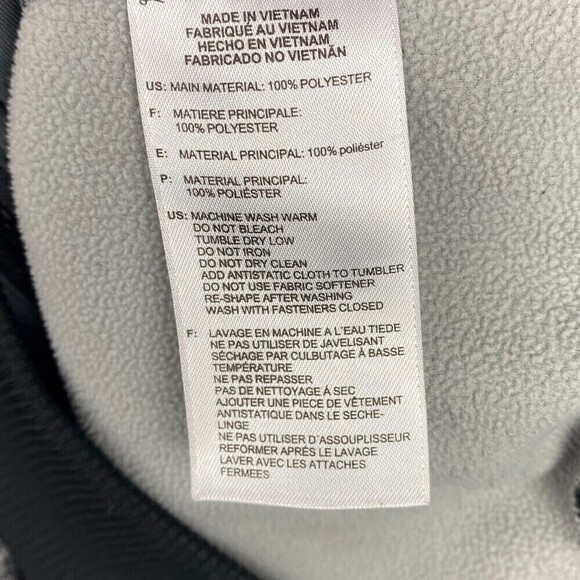 MADE IN VIETNAM
FABRIQUÉ AU VIETNAM
HECHO EN VIETNAM
FABRICADO NO VIETNÃN
US: MAIN MATERIAL: 100% POLYESTER
F: MATIERE PRINCIPALE:
100% POLYESTER
E: MATERIAL PRINCIPAL: 100% poliéster
P: MATERIAL PRINCIPAL:
100% POLIÉSTER
US: MACHINE WASH WARM
DO NOT BLEACH
TUMBLE DRY LOW
DO NOT IRON
DO NOT DRY CLEAN
ADD ANTISTATIC CLOTH TO TUMBLER
DO NOT USE FABRIC SOFTENER
RE-SHAPE AFTER WASHING
WASH WITH FASTENERS CLOSED
F: LAVAGE EN MACHINE A L'EAU TIEDE
NE PAS UTILISER DE JAVELISANT
SÉCHAGE PAR CULBUTAGE À BASSE
TEMPÉRATURE
NE PAS REPASSER
PAS DE NETTOYAGE À SEC
AJOUTER UNE PIECE DE VÊTEMENT
ANTISTATIQUE DANS LE SECHE-
LINGE
NE PAS UTILISER D'ASSOUPLISSEUR
REFORMER APRÉS LE LAVAGE
LAVER AVEC LES ATTACHES
FERMEES